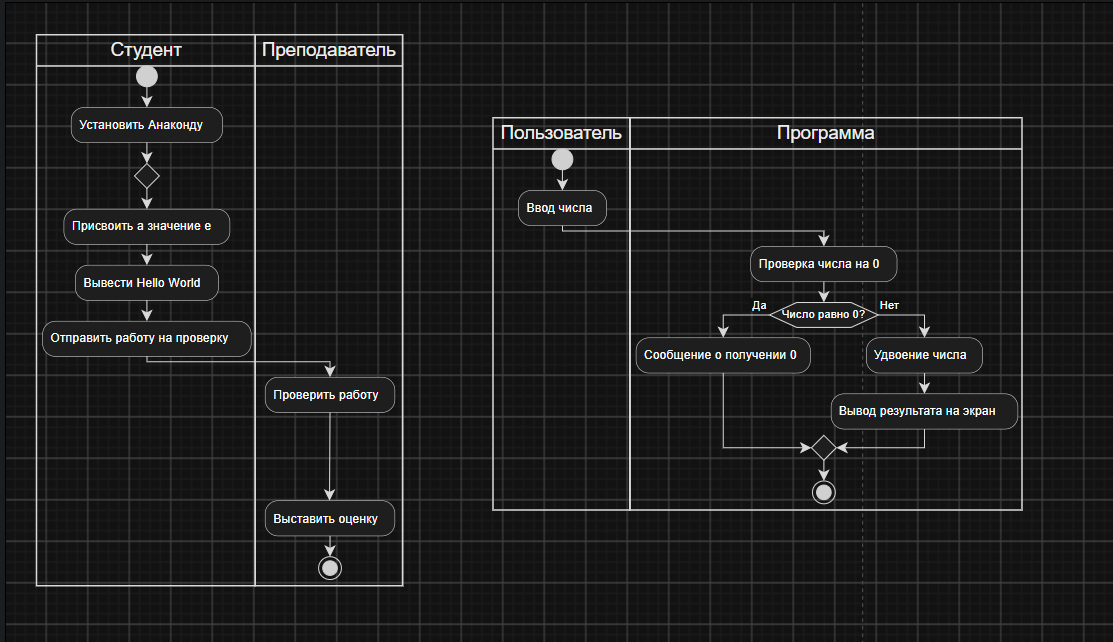 Студент
Преподаватель
Установить Анаконду
Присвоить а значение е
Вывести Hello World
Отправить работу на проверку
Проверить работу
Выставить оценку
Пользователь
Программа
Ввод числа
Проверка числа на 0
Да
Число равно 0?
Нет
Сообщение о получении 0
Удвоение числа
Вывод результата на экран